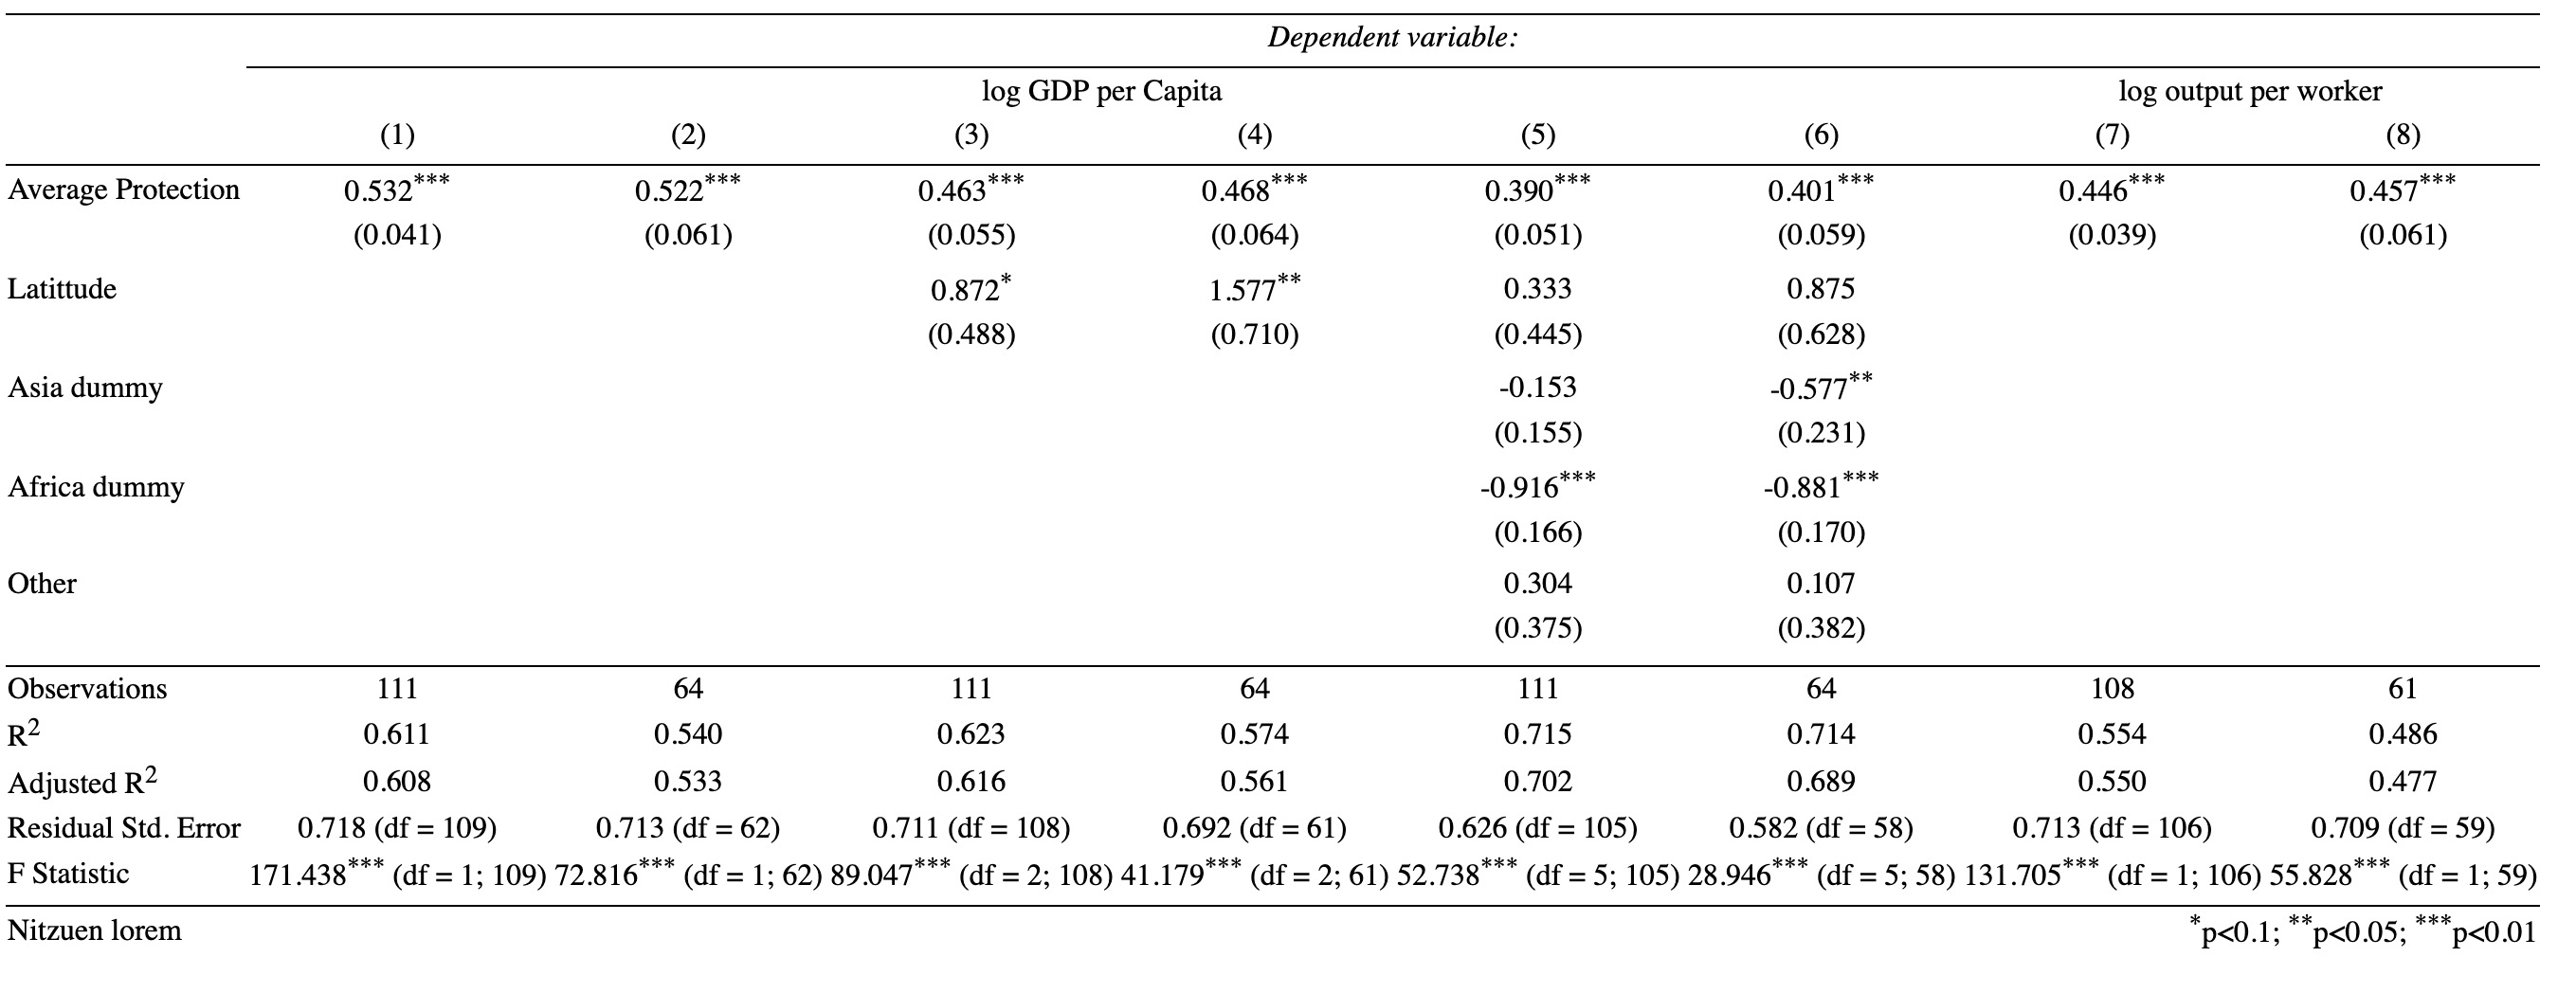 Dependent variable:
log GDP per Capita log output per worker
(1) (2) (3) (4) (5) (6) (7) (8)
Average Protection 0.532*** 0.522*** 0.463*** 0.468*** 0.390*** 0.401*** 0.446*** 0.457***
(0.041) (0.061) (0.055) (0.064) (0.051) (0.059) (0.039) (0.061)
Latittude 0.872* 1.577** 0.333 0.875
(0.488) (0.710) (0.445) (0.628)
Asia dummy -0.153 -0.577**
(0.155) (0.231)
Africa dummy -0.916*** -0.881***
(0.166) (0.170)
Other 0.304 0.107
(0.375) (0.382)
Observations 111 64 111 64 111 64 108 61
R2 0.611 0.540 0.623 0.574 0.715 0.714 0.554 0.486
Adjusted R2 0.608 0.533 0.616 0.561 0.702 0.689 0.550 0.477
Residual Std. Error 0.718 (df = 109) 0.713 (df = 62) 0.711 (df = 108) 0.692 (df = 61) 0.626 (df = 105) 0.582 (df = 58) 0.713 (df = 106) 0.709 (df = 59)
F Statistic 171.438*** (df = 1; 109) 72.816*** (df = 1; 62) 89.047*** (df = 2; 108) 41.179*** (df = 2; 61) 52.738*** (df = 5; 105) 28.946*** (df = 5; 58) 131.705*** (df = 1; 106) 55.828*** (df = 1; 59)
Nitzuen lorem *p<0.1; **p<0.05; ***p<0.01